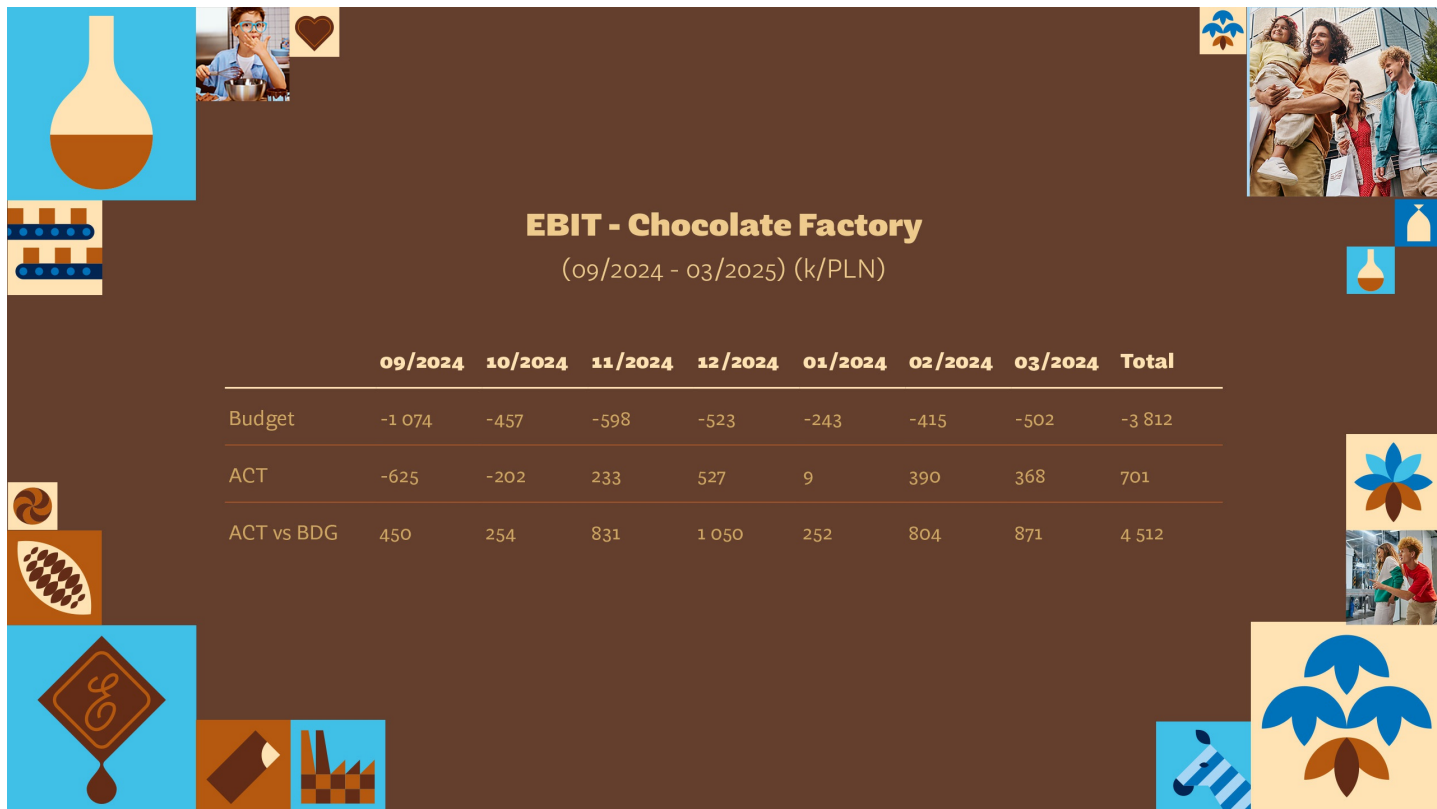 EBIT - Chocolate Factory
(09/2024 - 03/2025) (k/PLN)
09/2024 10/2024 11/2024 12/2024 01/2024 02/2024 03/2024 Total
Budget -1 074 -457 -598 -523 -243 -415 -502 -3 812
ACT -625 -202 233 527 9 390 368 701
ACT vs BDG 450 254 831 1 050 252 804 871 4 512
E